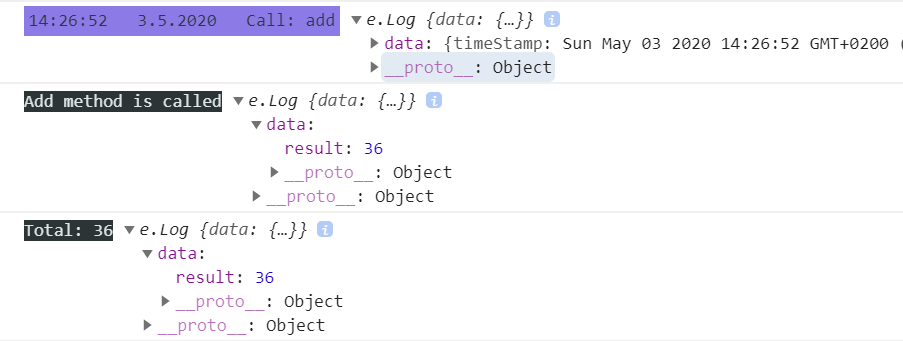 14:26:52 3.5.2020 Call: add e.Log {data: {…}} i
data: {timeStamp: Sun May 03 2020 14:26:52 GMT+0200 (
__proto__: Object
Add method is called e.Log {data: {…}} i
data:
result: 36
__proto__: Object
__proto__: Object
Total: 36 e.Log {data: {…}} i
data:
result: 36
__proto__: Object
__proto__: Object